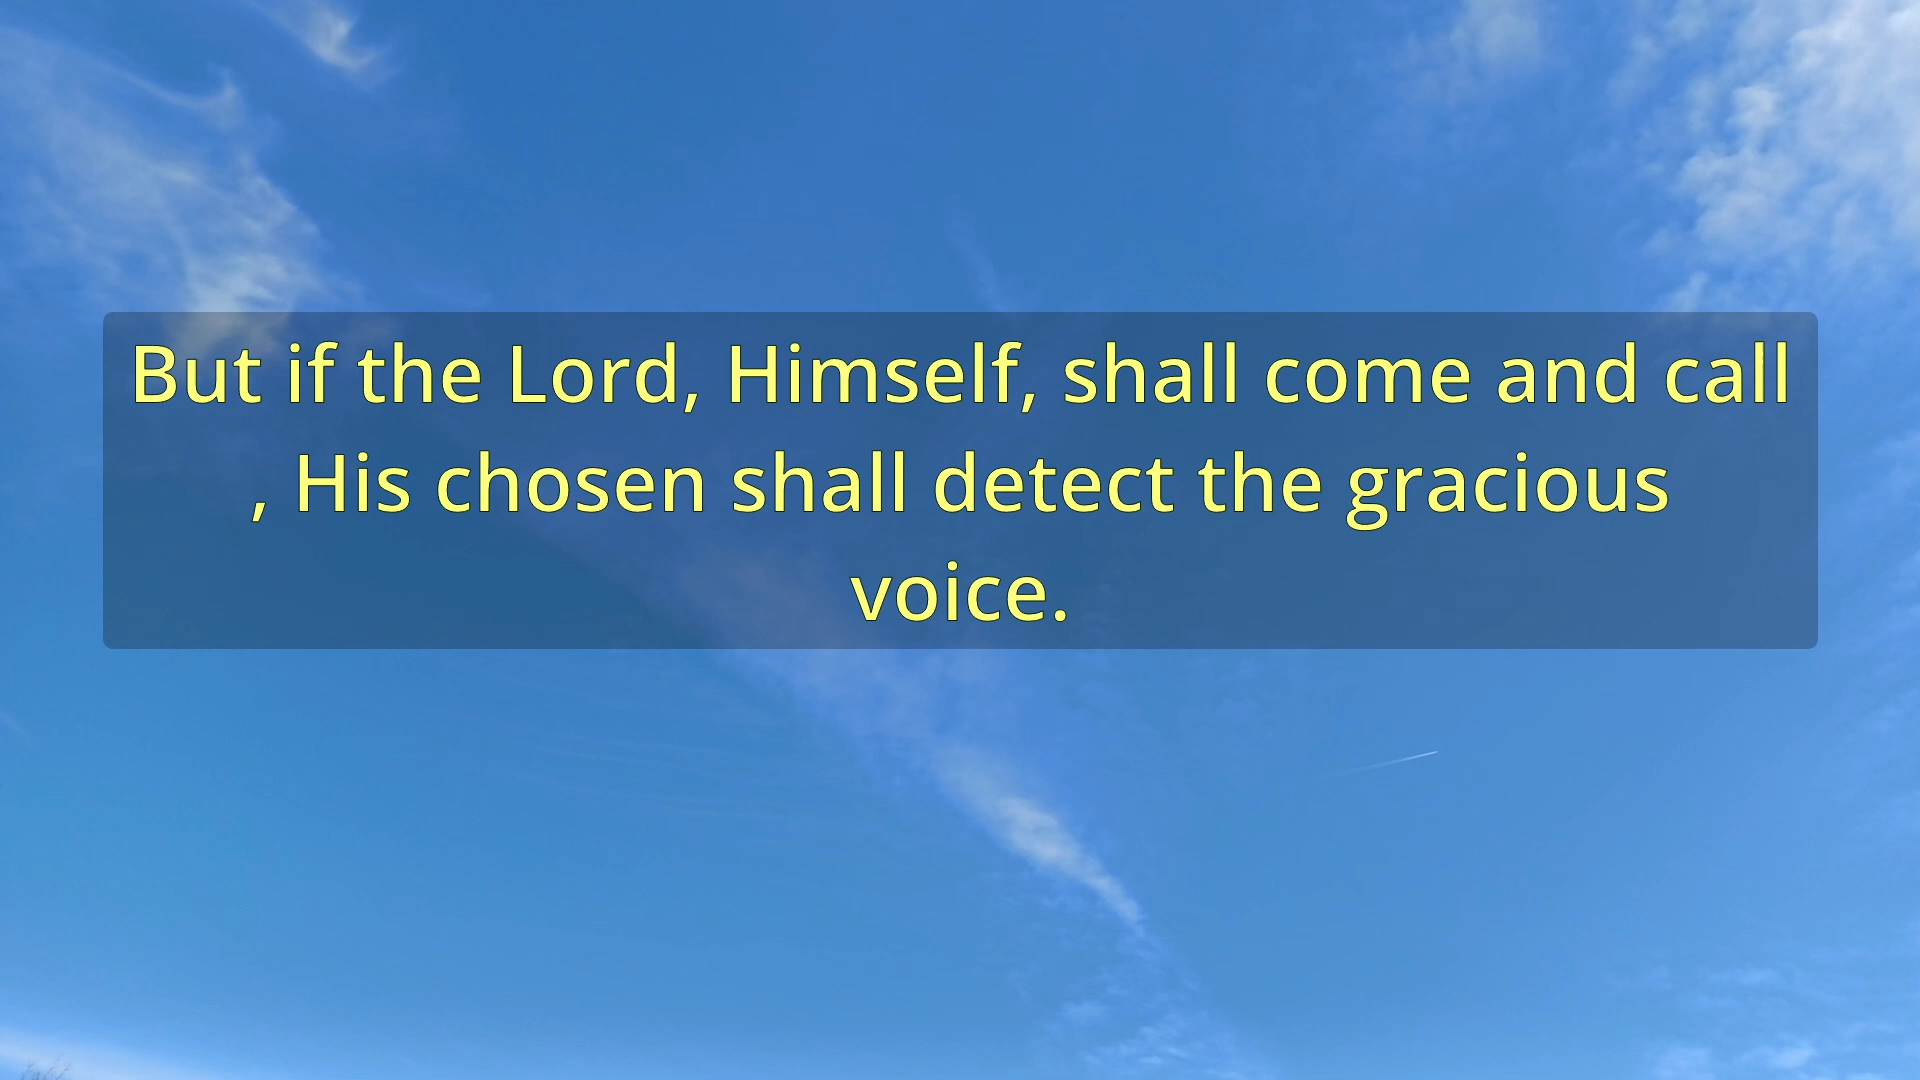 But if the Lord, Himself, shall come and call
, His chosen shall detect the gracious
voice.